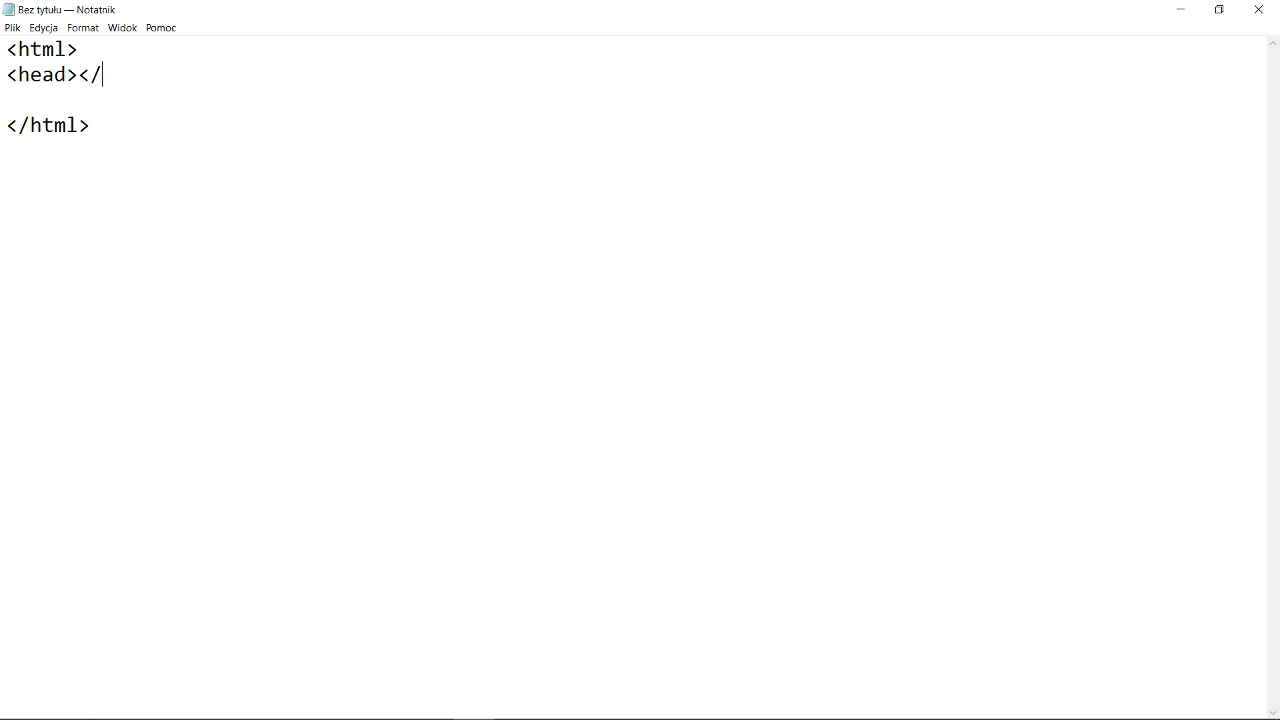 Bez tytułu — Notatnik
Plik Edycja Format Widok Pomoc
<html>
<head></

</html>